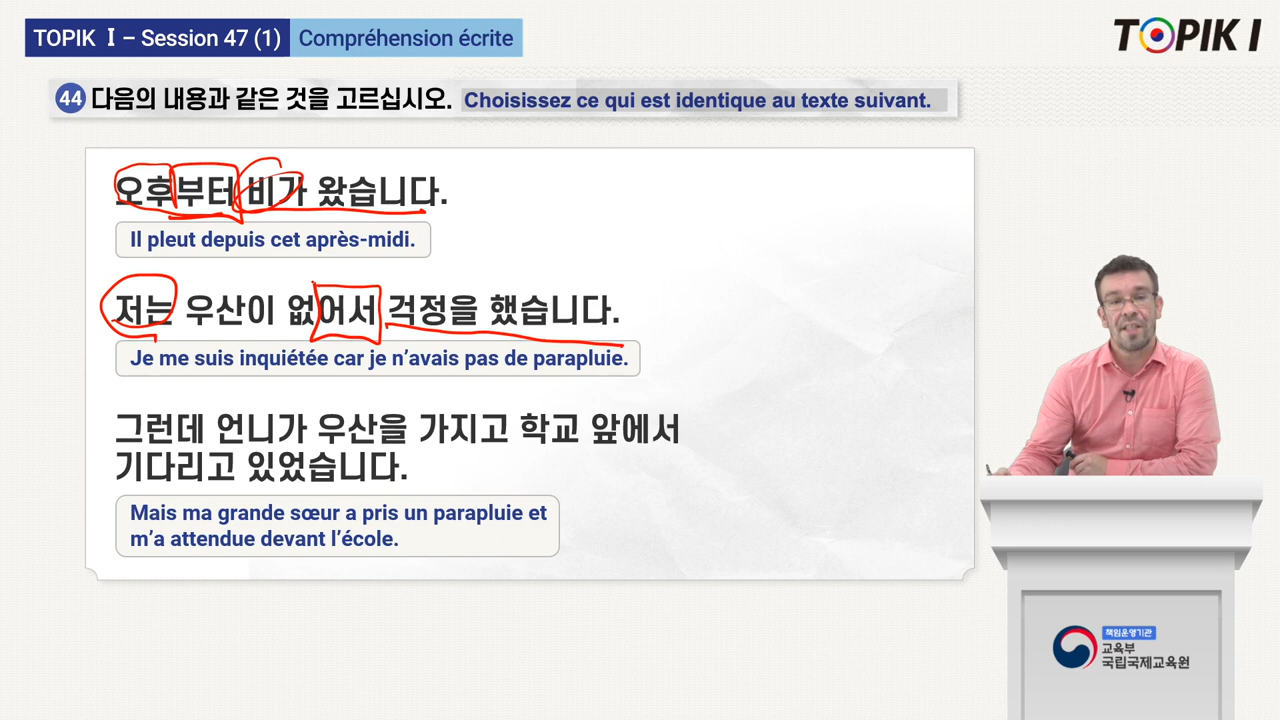 TOPIK Ⅰ – Session 47 (1) Compréhension écrite
TOPIK I
44 다음의 내용과 같은 것을 고르십시오. Choisissez ce qui est identique au texte suivant.
오후부터 비가 왔습니다.
Il pleut depuis cet après-midi.
저는 우산이 없어서 걱정을 했습니다.
Je me suis inquiétée car je n’avais pas de parapluie.
그런데 언니가 우산을 가지고 학교 앞에서
기다리고 있었습니다.
Mais ma grande sœur a pris un parapluie et
m’a attendue devant l’école.
책임운영기관
교육부
국립국제교육원